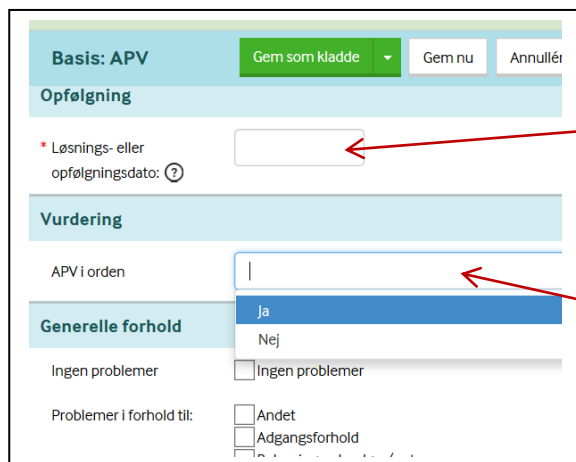 Basis: APV
Gem som kladde
Gem nu
Opfølgning
* Løsnings- eller
opfølgningsdato: ?
Vurdering
APV i orden
Ja
Nej
Generelle forhold
Ingen problemer
Ingen problemer
Problemer i forhold til:
Andet
Adgangsforhold